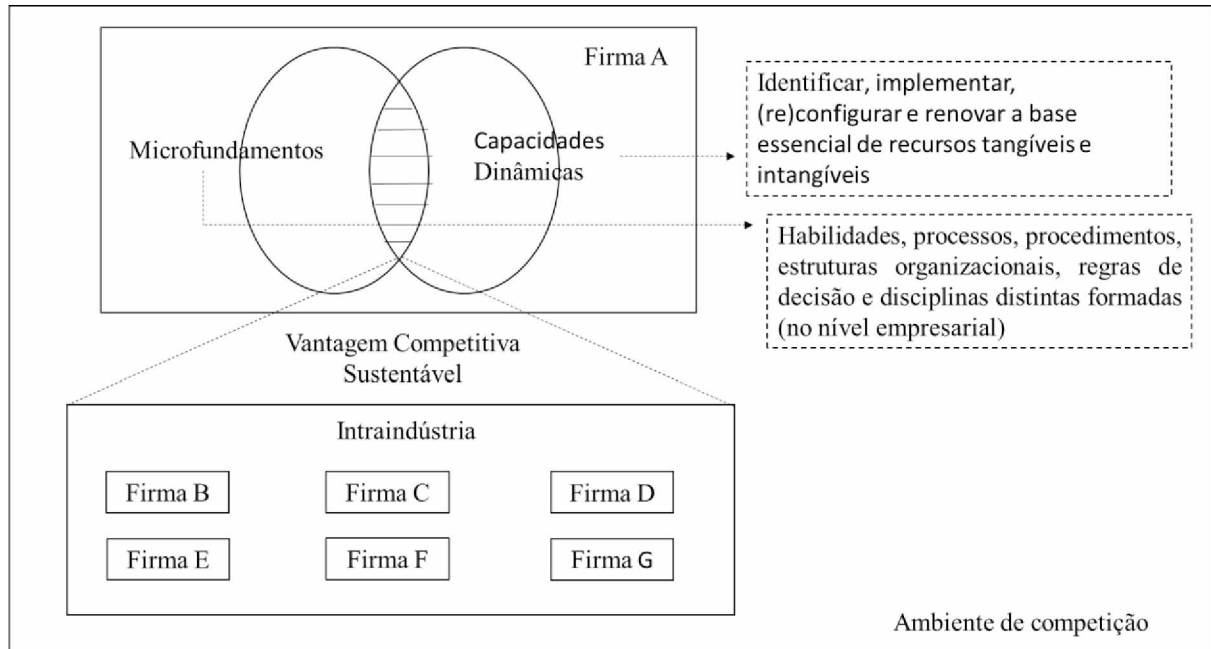 Firma A
Microfundamentos
Capacidades
Dinâmicas
Identificar, implementar,
(re)configurar e renovar a base
essencial de recursos tangíveis e
intangíveis
Habilidades, processos, procedimentos,
estruturas organizacionais, regras de
decisão e disciplinas distintas formadas
(no nível empresarial)
Vantagem Competitiva
Sustentável
Intraindústria
Firma B
Firma C
Firma D
Firma E
Firma F
Firma G
Ambiente de competição